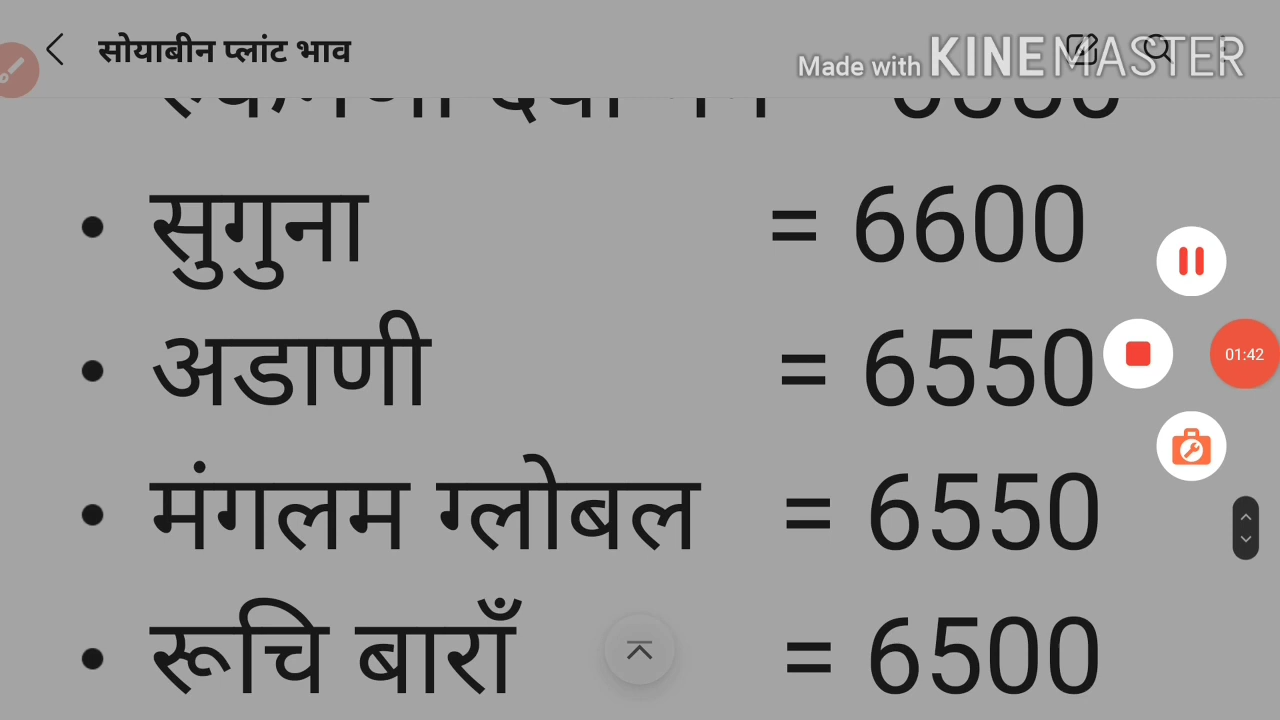 सोयाबीन प्लांट भाव
Made with KINEMASTER
• सुगुना = 6600
• अडाणी = 6550
01:42
• मंगलम ग्लोबल = 6550
• रूचि बाराँ = 6500